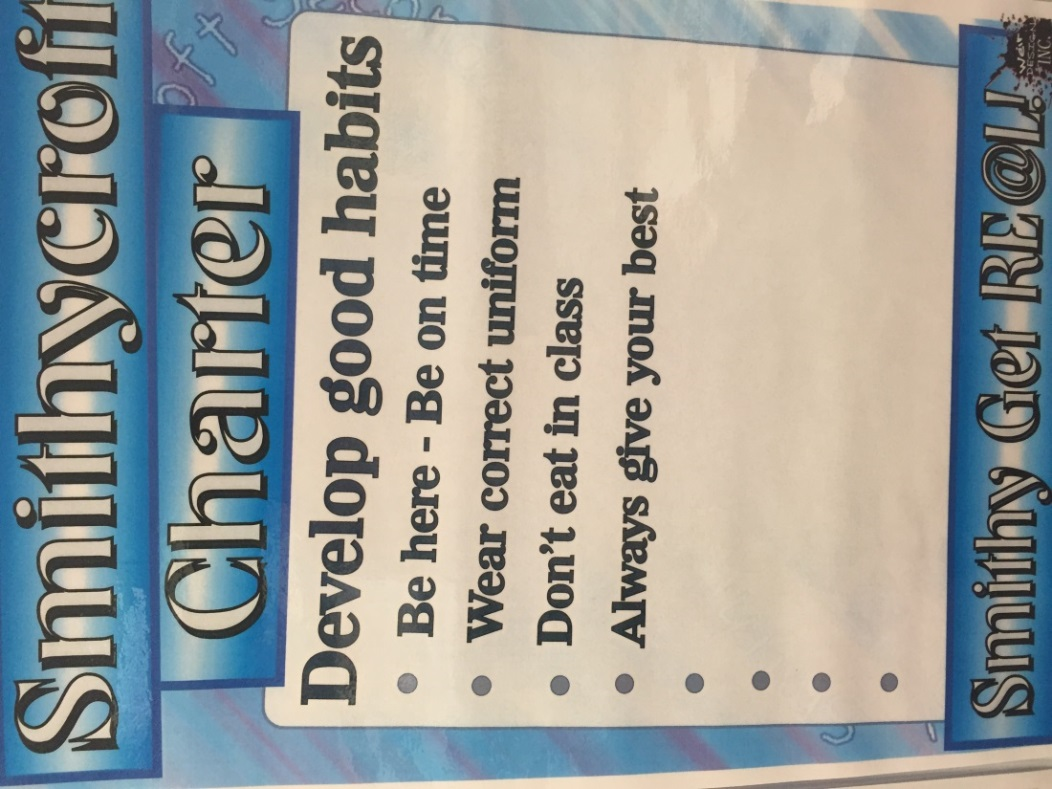 Smithycroft
Charter
Develop good habits
Be here - Be on time
Wear correct uniform
Don't eat in class
Always give your best
Smithy Get RE@L!
INC.